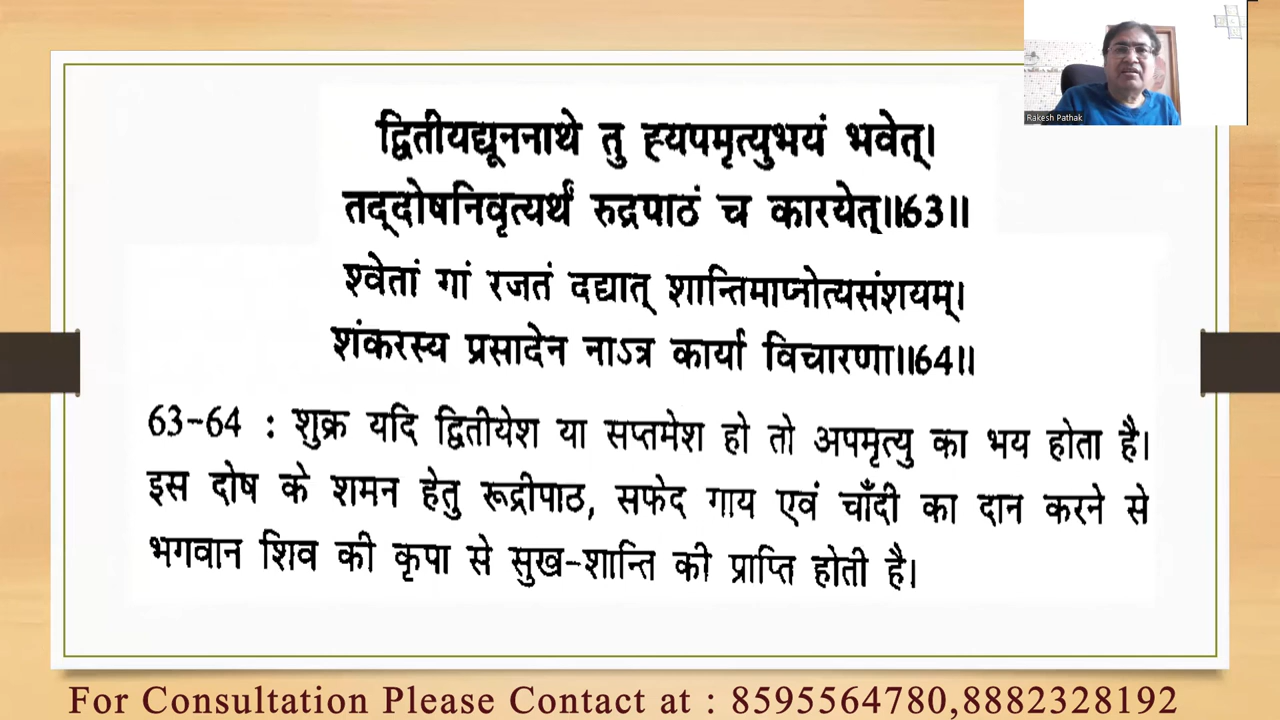 Rakesh Pathak
द्वितीयद्यूननाथे तु ह्यपमृत्युभयं भवेत्।
तद्दोषनिवृत्यर्थं रुद्रपाठं च कारयेत्॥63॥
श्वेतां गां रजतं दद्यात् शान्तिमाप्नोत्यसंशयम्।
शंकरस्य प्रसादेन नाऽत्र कार्या विचारणा॥64॥
63-64 : शुक्र यदि द्वितीयेश या सप्तमेश हो तो अपमृत्यु का भय होता है।
इस दोष के शमन हेतु रूद्रीपाठ, सफेद गाय एवं चाँदी का दान करने से
भगवान शिव की कृपा से सुख-शान्ति की प्राप्ति होती है।
For Consultation Please Contact at : 8595564780,8882328192